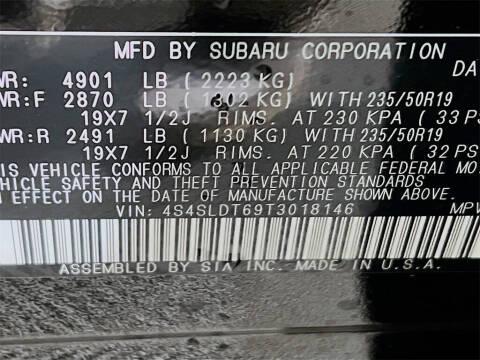 MFD BY SUBARU CORPORATION
DA
WR: 4901 LB ( 2223 KG)
WR:F 2870 LB ( 1302 KG) WITH 235/50R19
19X7 1/2J RIMS. AT 230 KPA ( 33 PS
WR:R 2491 LB ( 1130 KG) WITH 235/50R19
19X7 1/2J RIMS. AT 220 KPA ( 32 PS
IS VEHICLE CONFORMS TO ALL APPLICABLE FEDERAL MO
EHICLE SAFETY AND THEFT PREVENTION STANDARDS
N EFFECT ON THE DATE OF MANUFACTURE SHOWN ABOVE.
VIN: 4S4SLDT69T3018146 MPV
ASSEMBLED BY SIA INC. MADE IN U.S.A.